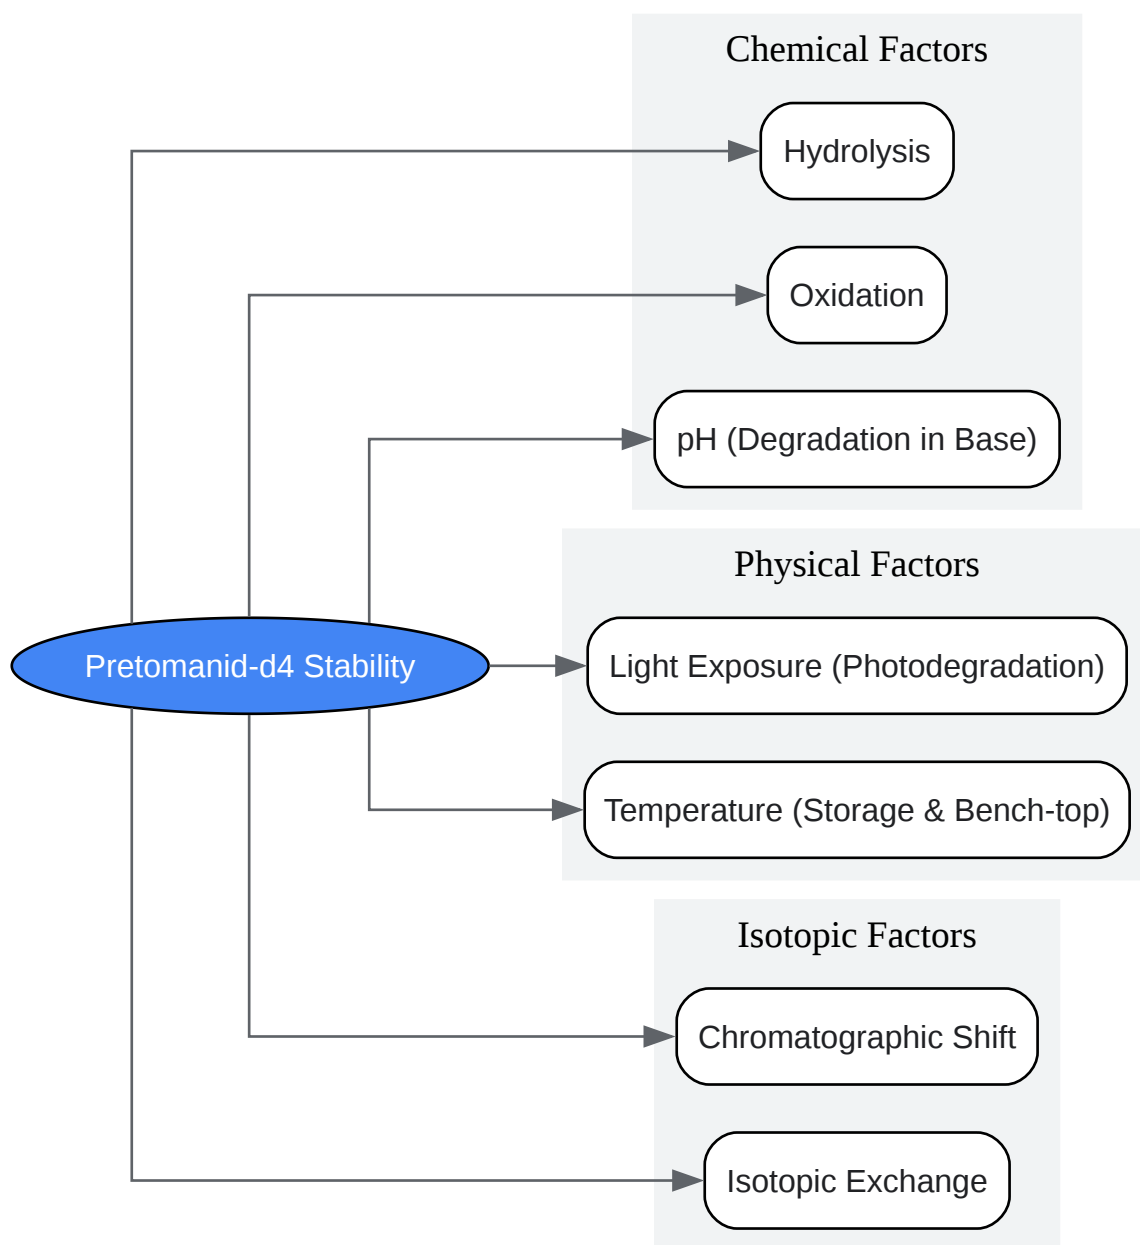 Chemical Factors
Hydrolysis
Oxidation
pH (Degradation in Base)
Physical Factors
Pretomanid-d4 Stability
Light Exposure (Photodegradation)
Temperature (Storage & Bench-top)
Isotopic Factors
Chromatographic Shift
Isotopic Exchange